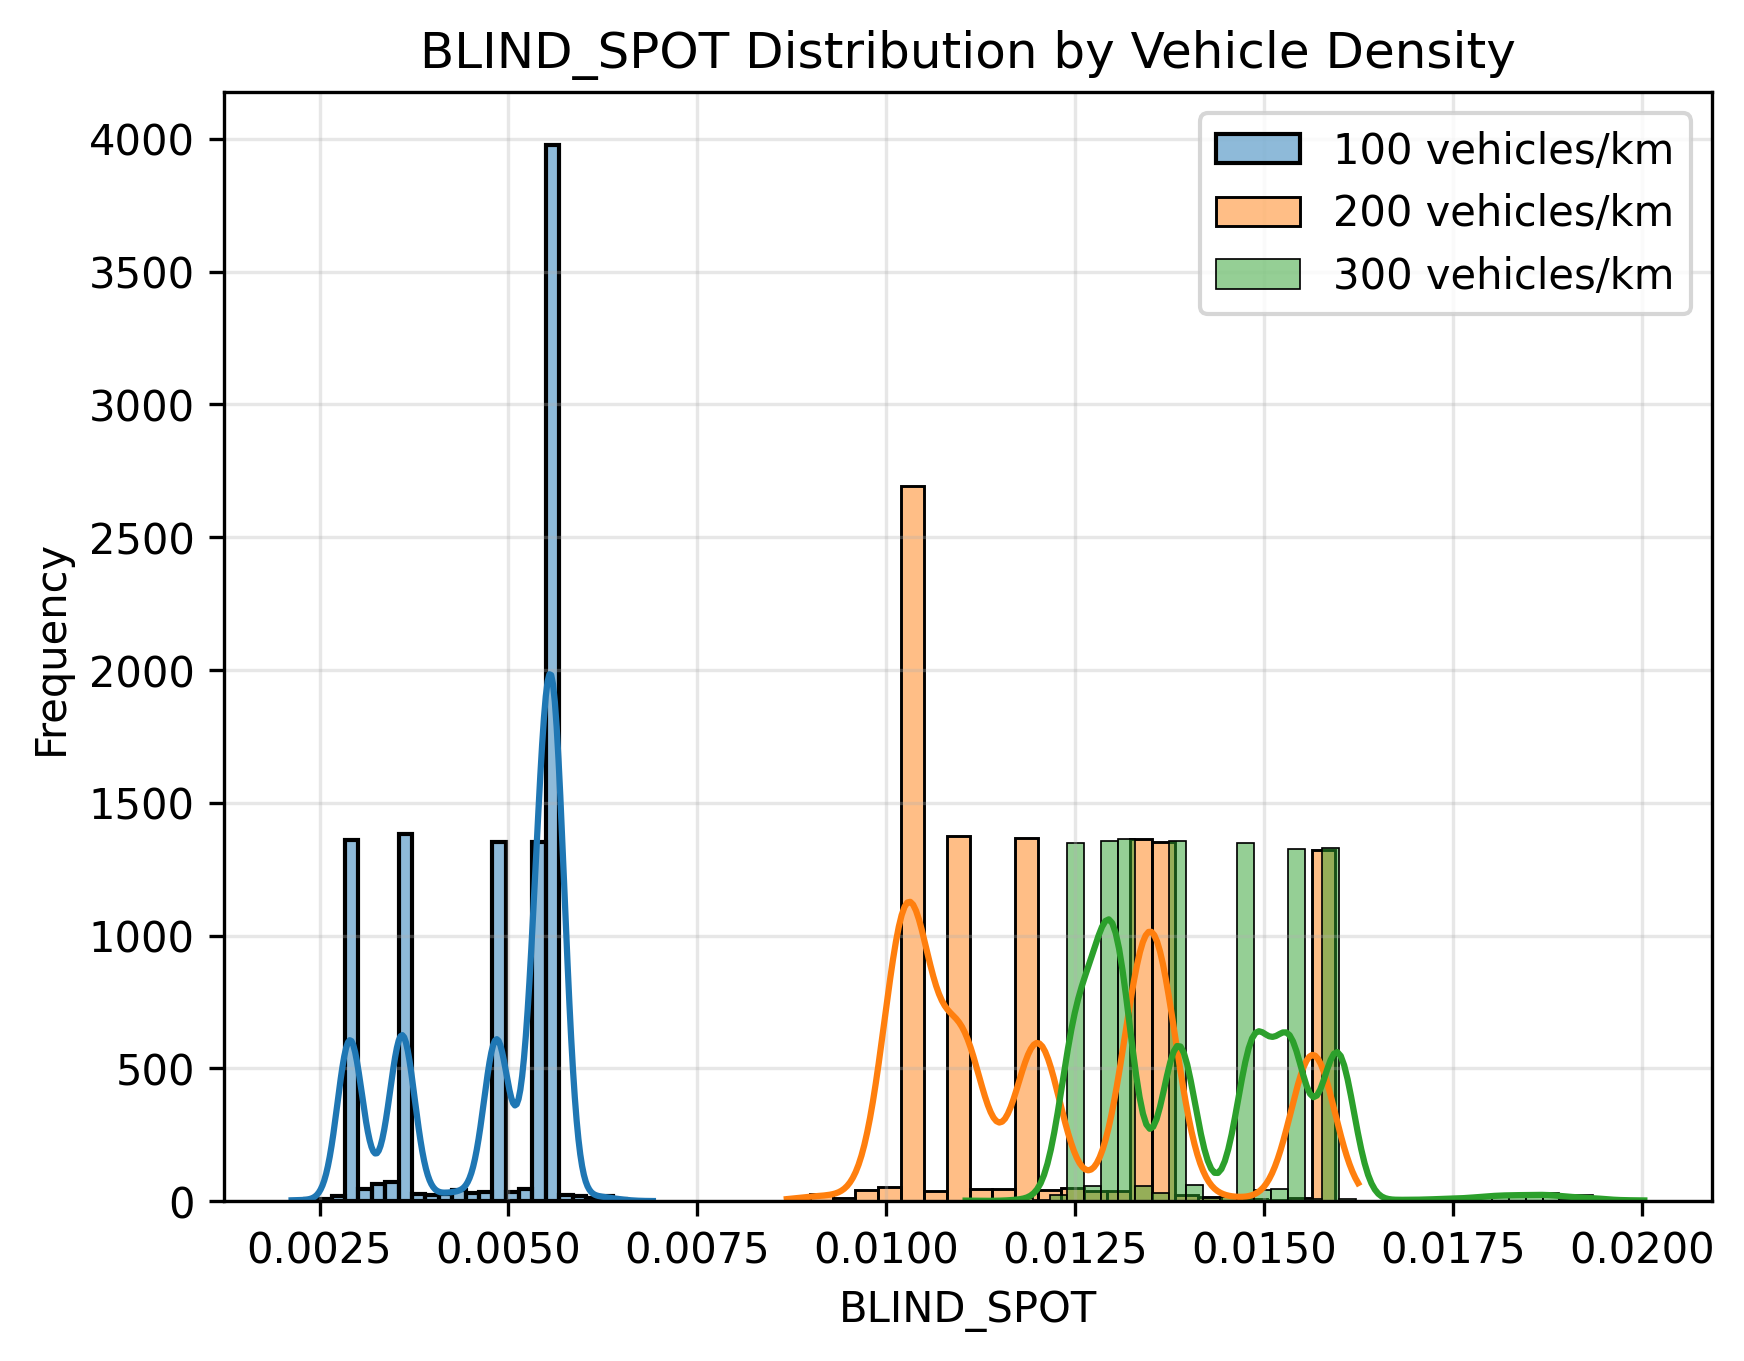 BLIND_SPOT Distribution by Vehicle Density
100 vehicles/km
200 vehicles/km
300 vehicles/km
4000
3500
3000
2500
2000
1500
1000
500
0
Frequency
0.0025 0.0050 0.0075 0.0100 0.0125 0.0150 0.0175 0.0200
BLIND_SPOT